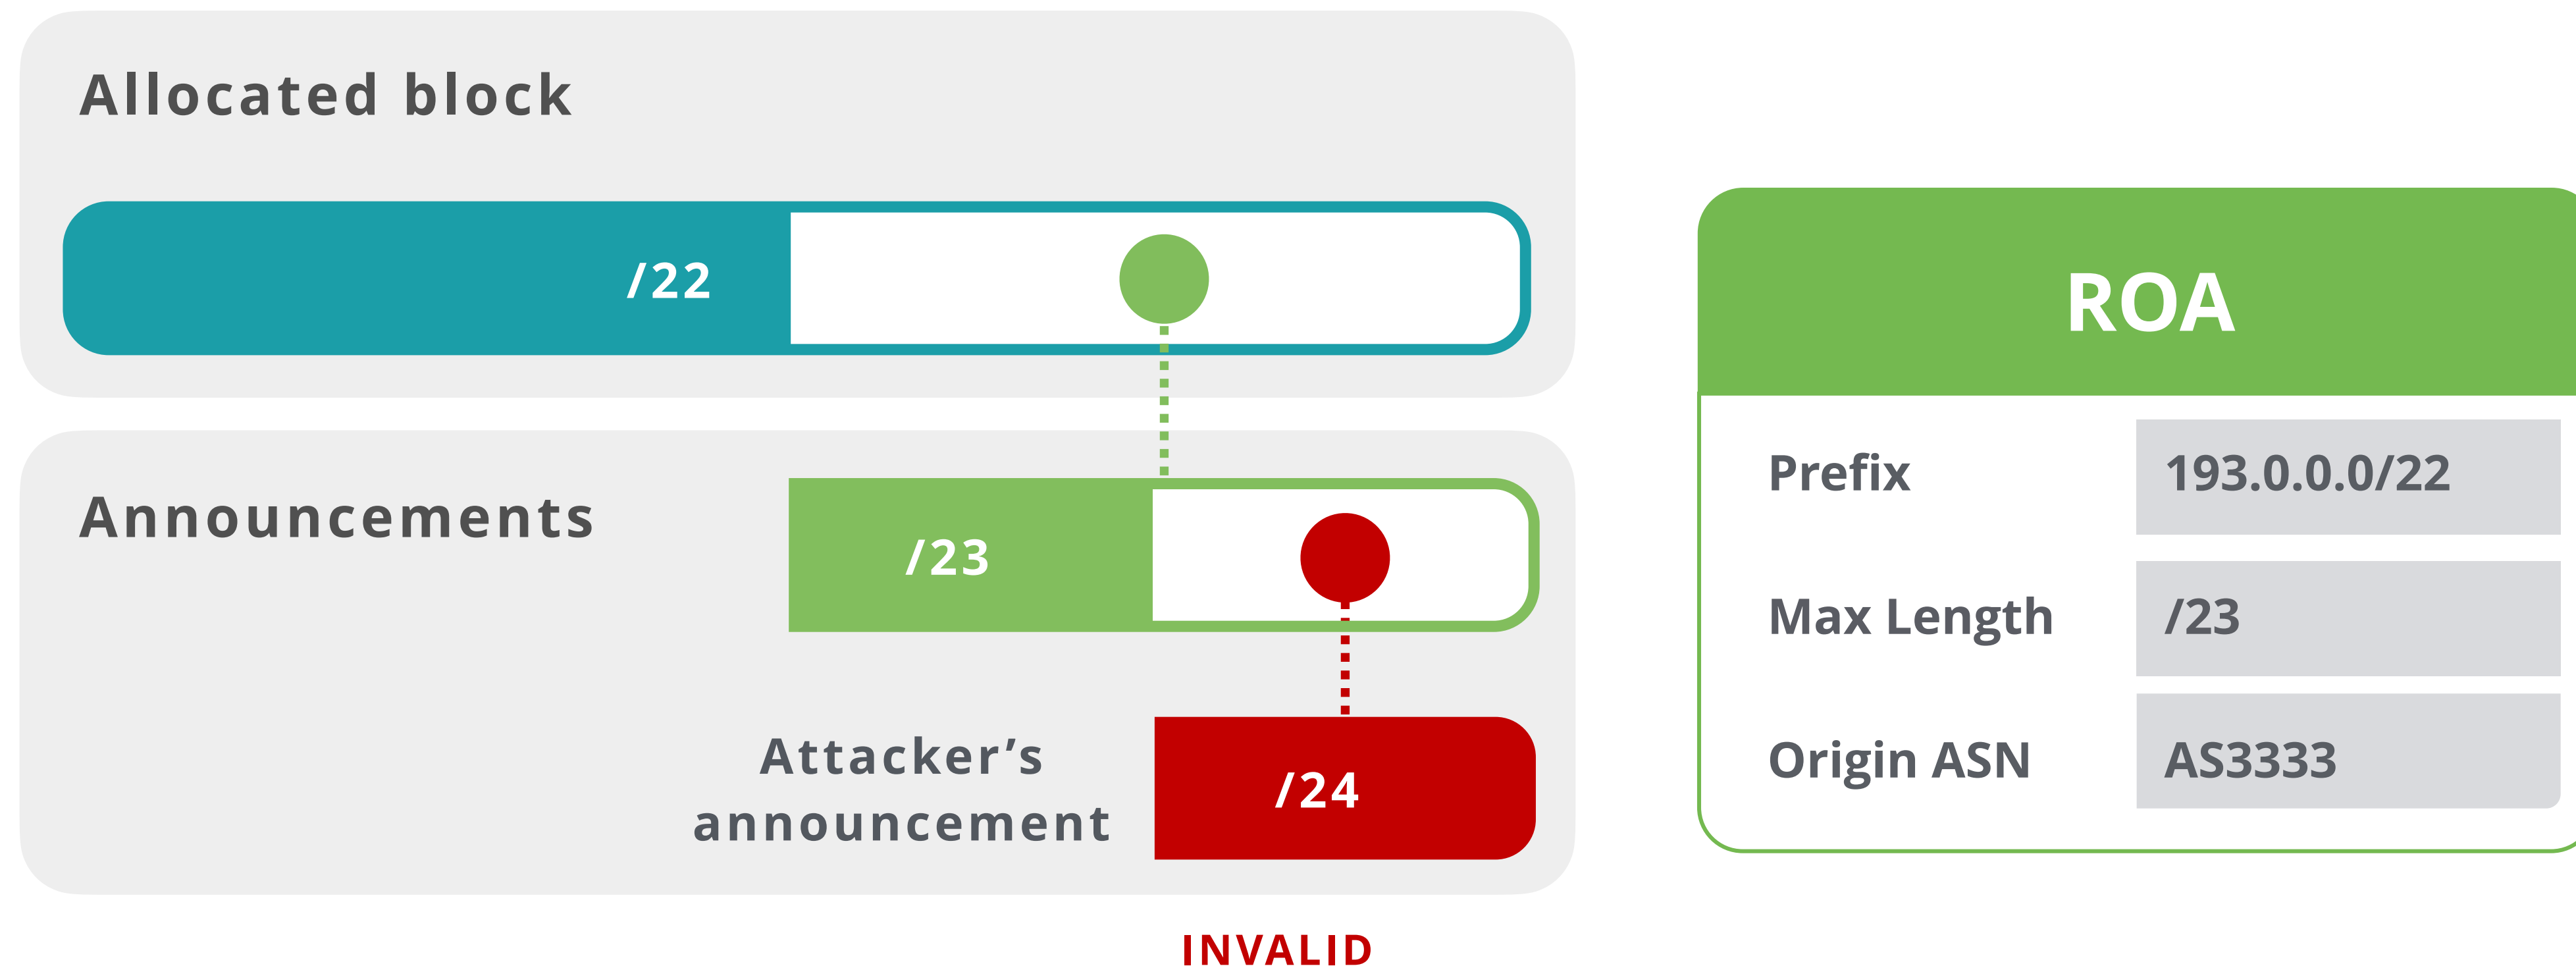 Allocated block
/22
Announcements
/23
Attacker’s
announcement
/24
INVALID
ROA
Prefix 193.0.0.0/22
Max Length /23
Origin ASN AS3333